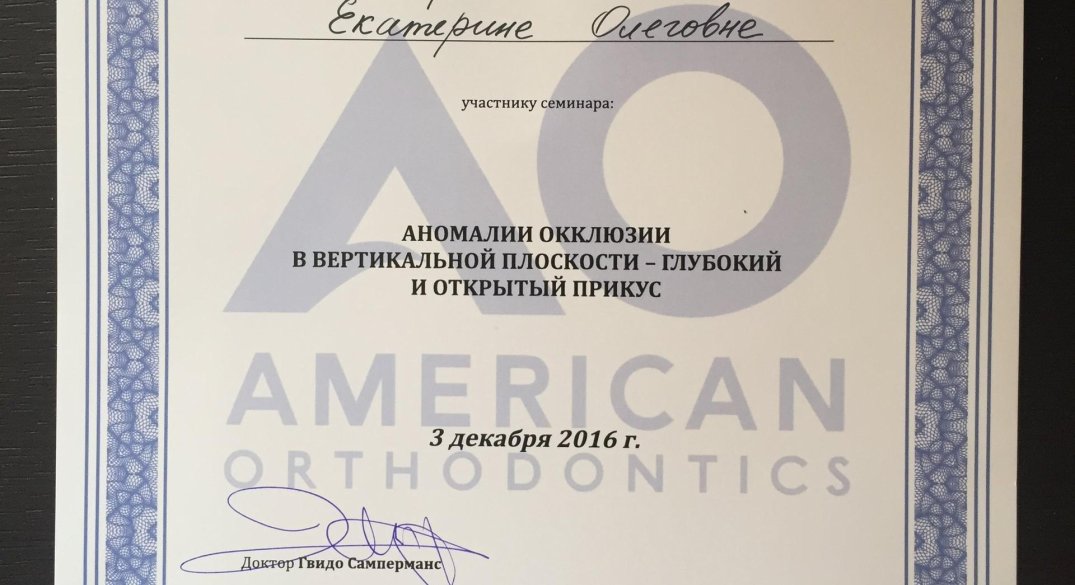 Екатерине Олеговне
участнику семинара:
АНОМАЛИИ ОККЛЮЗИИ
В ВЕРТИКАЛЬНОЙ ПЛОСКОСТИ – ГЛУБОКИЙ
И ОТКРЫТЫЙ ПРИКУС
AO
AMERICAN
3 декабря 2016 г.
ORTHODONTICS
Доктор Гвидо Самперманс